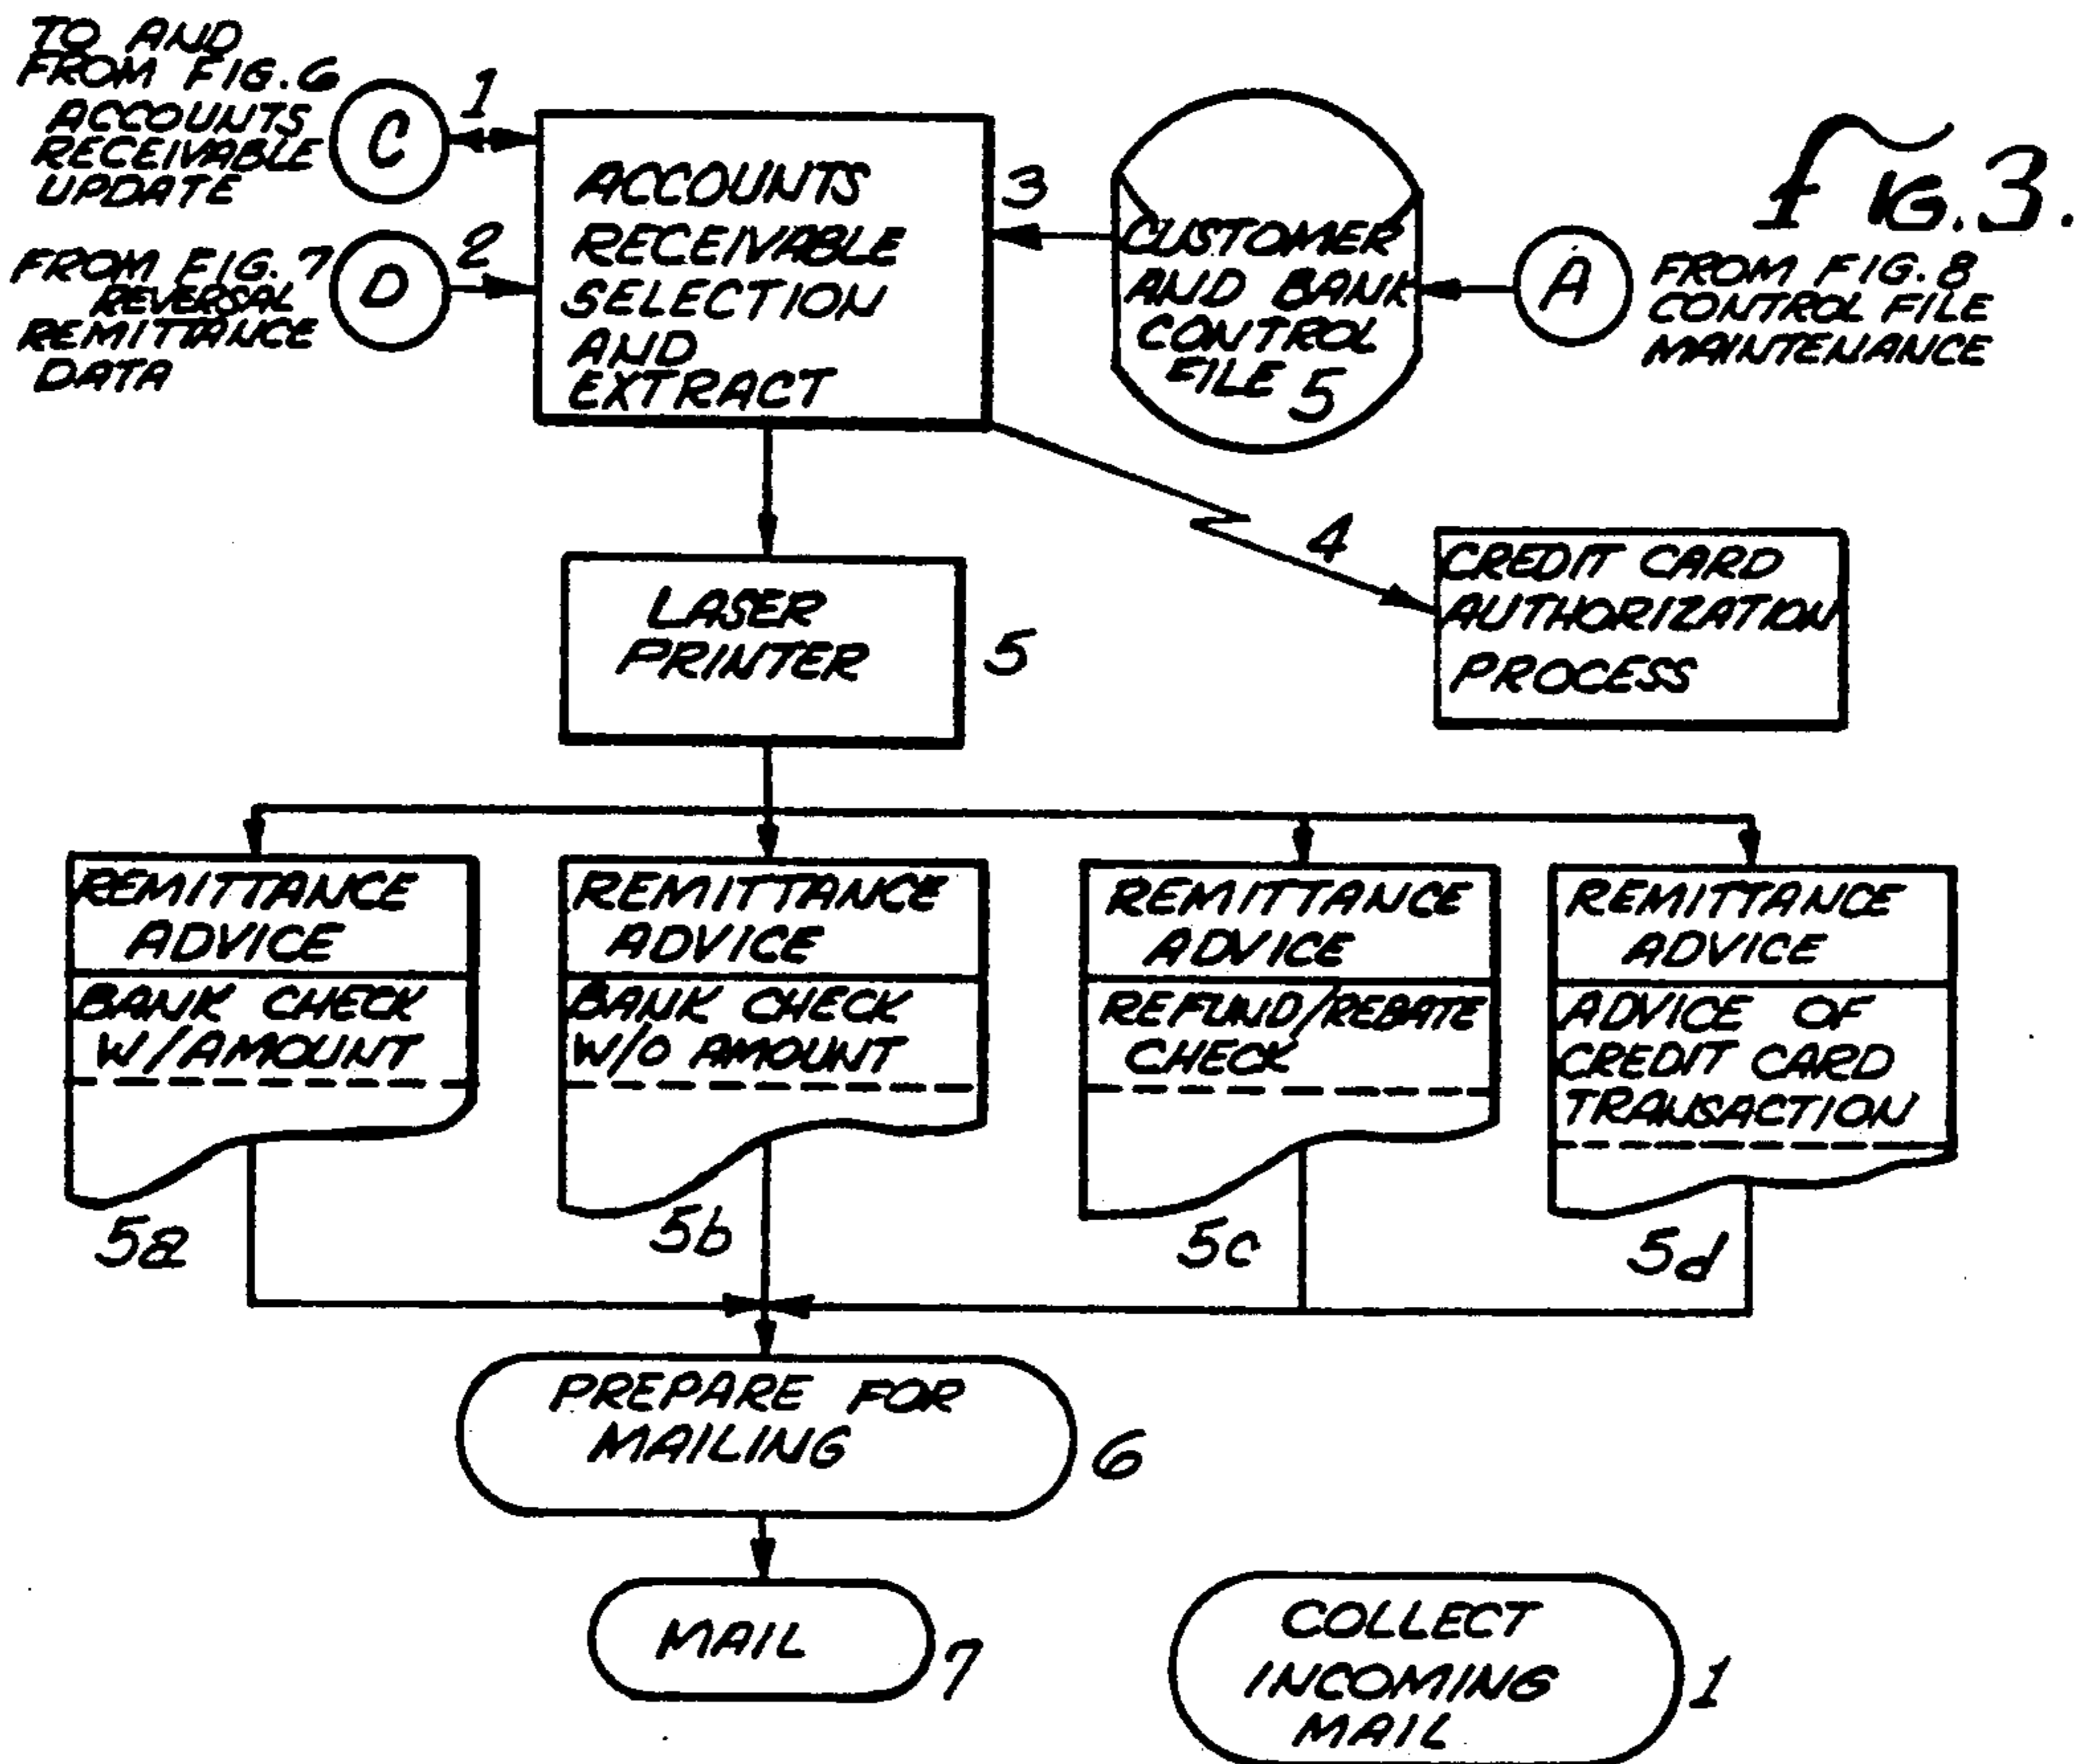 TO AND
FROM FIG. 6
ACCOUNTS
RECEIVABLE
UPDATE
C
1
FROM FIG. 7
REVERSAL
REMITTANCE
DATA
D
2
ACCOUNTS
RECEIVABLE
SELECTION
AND
EXTRACT
3
CUSTOMER
AND BANK
CONTROL
FILE 5
A
FIG. 3.
FROM FIG. 8
CONTROL FILE
MAINTENANCE
4
CREDIT CARD
AUTHORIZATION
PROCESS
LASER
PRINTER
5
REMITTANCE
ADVICE
BANK CHECK
W/AMOUNT
5a
REMITTANCE
ADVICE
BANK CHECK
W/O AMOUNT
5b
REMITTANCE
ADVICE
REFUND/REBATE
CHECK
5c
REMITTANCE
ADVICE
ADVICE OF
CREDIT CARD
TRANSACTION
5d
PREPARE FOR
MAILING
6
MAIL
7
COLLECT
INCOMING
MAIL
1